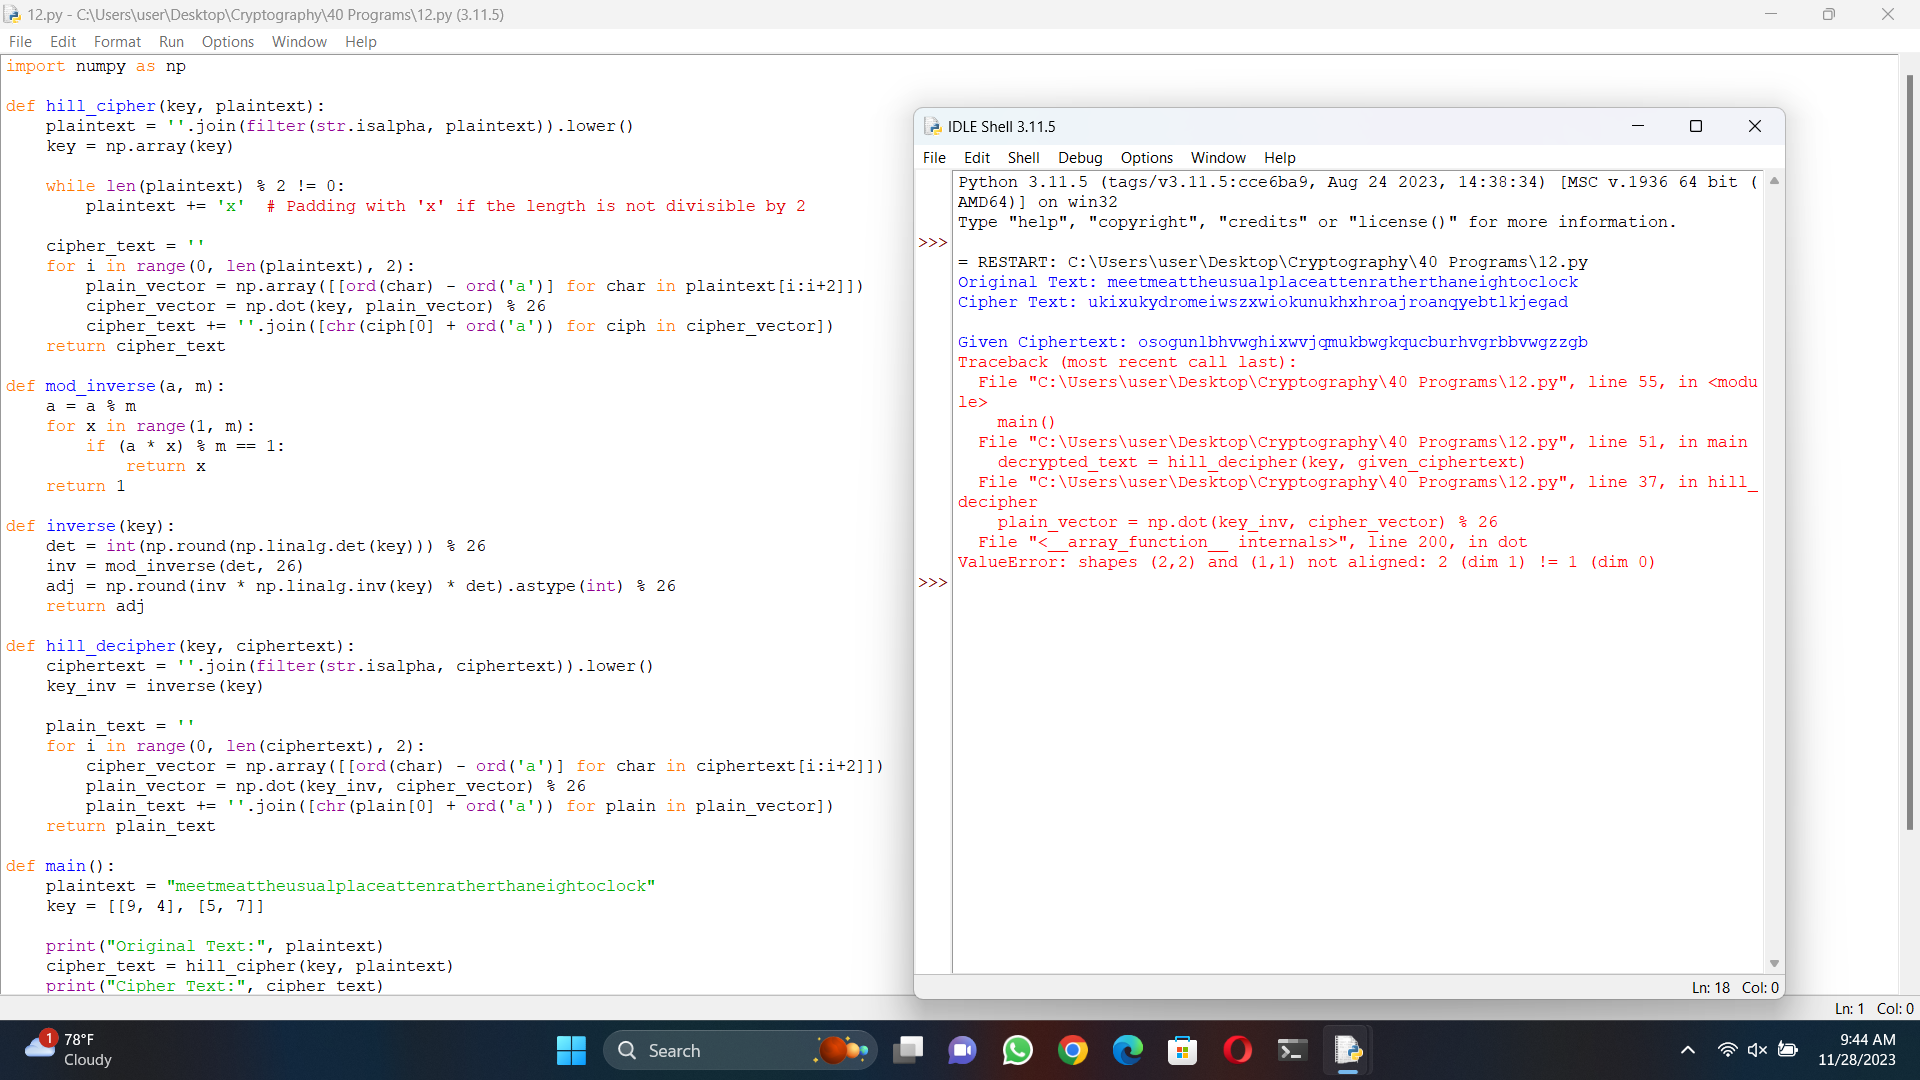 12.py - C:\Users\user\Desktop\Cryptography\40 Programs\12.py (3.11.5)
File Edit Format Run Options Window Help
import numpy as np
def hill_cipher(key, plaintext):
    plaintext = ''.join(filter(str.isalpha, plaintext)).lower()
    key = np.array(key)
    while len(plaintext) % 2 != 0:
        plaintext += 'x'  # Padding with 'x' if the length is not divisible by 2
    cipher_text = ''
    for i in range(0, len(plaintext), 2):
        plain_vector = np.array([[ord(char) - ord('a')] for char in plaintext[i:i+2]])
        cipher_vector = np.dot(key, plain_vector) % 26
        cipher_text += ''.join([chr(ciph[0] + ord('a')) for ciph in cipher_vector])
    return cipher_text
def mod_inverse(a, m):
    a = a % m
    for x in range(1, m):
        if (a * x) % m == 1:
            return x
    return 1
def inverse(key):
    det = int(np.round(np.linalg.det(key))) % 26
    inv = mod_inverse(det, 26)
    adj = np.round(inv * np.linalg.inv(key) * det).astype(int) % 26
    return adj
def hill_decipher(key, ciphertext):
    ciphertext = ''.join(filter(str.isalpha, ciphertext)).lower()
    key_inv = inverse(key)
    plain_text = ''
    for i in range(0, len(ciphertext), 2):
        cipher_vector = np.array([[ord(char) - ord('a')] for char in ciphertext[i:i+2]])
        plain_vector = np.dot(key_inv, cipher_vector) % 26
        plain_text += ''.join([chr(plain[0] + ord('a')) for plain in plain_vector])
    return plain_text
def main():
    plaintext = "meetmeattheusualplaceattenratherthaneightoclock"
    key = [[9, 4], [5, 7]]
    print("Original Text:", plaintext)
    cipher_text = hill_cipher(key, plaintext)
    print("Cipher Text:", cipher_text)
Ln: 1 Col: 0
IDLE Shell 3.11.5
File Edit Shell Debug Options Window Help
Python 3.11.5 (tags/v3.11.5:cce6ba9, Aug 24 2023, 14:38:34) [MSC v.1936 64 bit (
AMD64)] on win32
Type "help", "copyright", "credits" or "license()" for more information.
>>>
= RESTART: C:\Users\user\Desktop\Cryptography\40 Programs\12.py
Original Text: meetmeattheusualplaceattenratherthaneightoclock
Cipher Text: ukixukydromeiwszxwiokunukhxhroajroanqyebtlkjegad
Given Ciphertext: osogunlbhvwghixwvjqmukbwgkqucburhvgrbbvwgzzgb
Traceback (most recent call last):
  File "C:\Users\user\Desktop\Cryptography\40 Programs\12.py", line 55, in <modu
le>
    main()
  File "C:\Users\user\Desktop\Cryptography\40 Programs\12.py", line 51, in main
    decrypted_text = hill_decipher(key, given_ciphertext)
  File "C:\Users\user\Desktop\Cryptography\40 Programs\12.py", line 37, in hill_
decipher
    plain_vector = np.dot(key_inv, cipher_vector) % 26
  File "<__array_function__ internals>", line 200, in dot
ValueError: shapes (2,2) and (1,1) not aligned: 2 (dim 1) != 1 (dim 0)
>>>
Ln: 18 Col: 0
1
78°F
Cloudy
Search
9:44 AM
11/28/2023